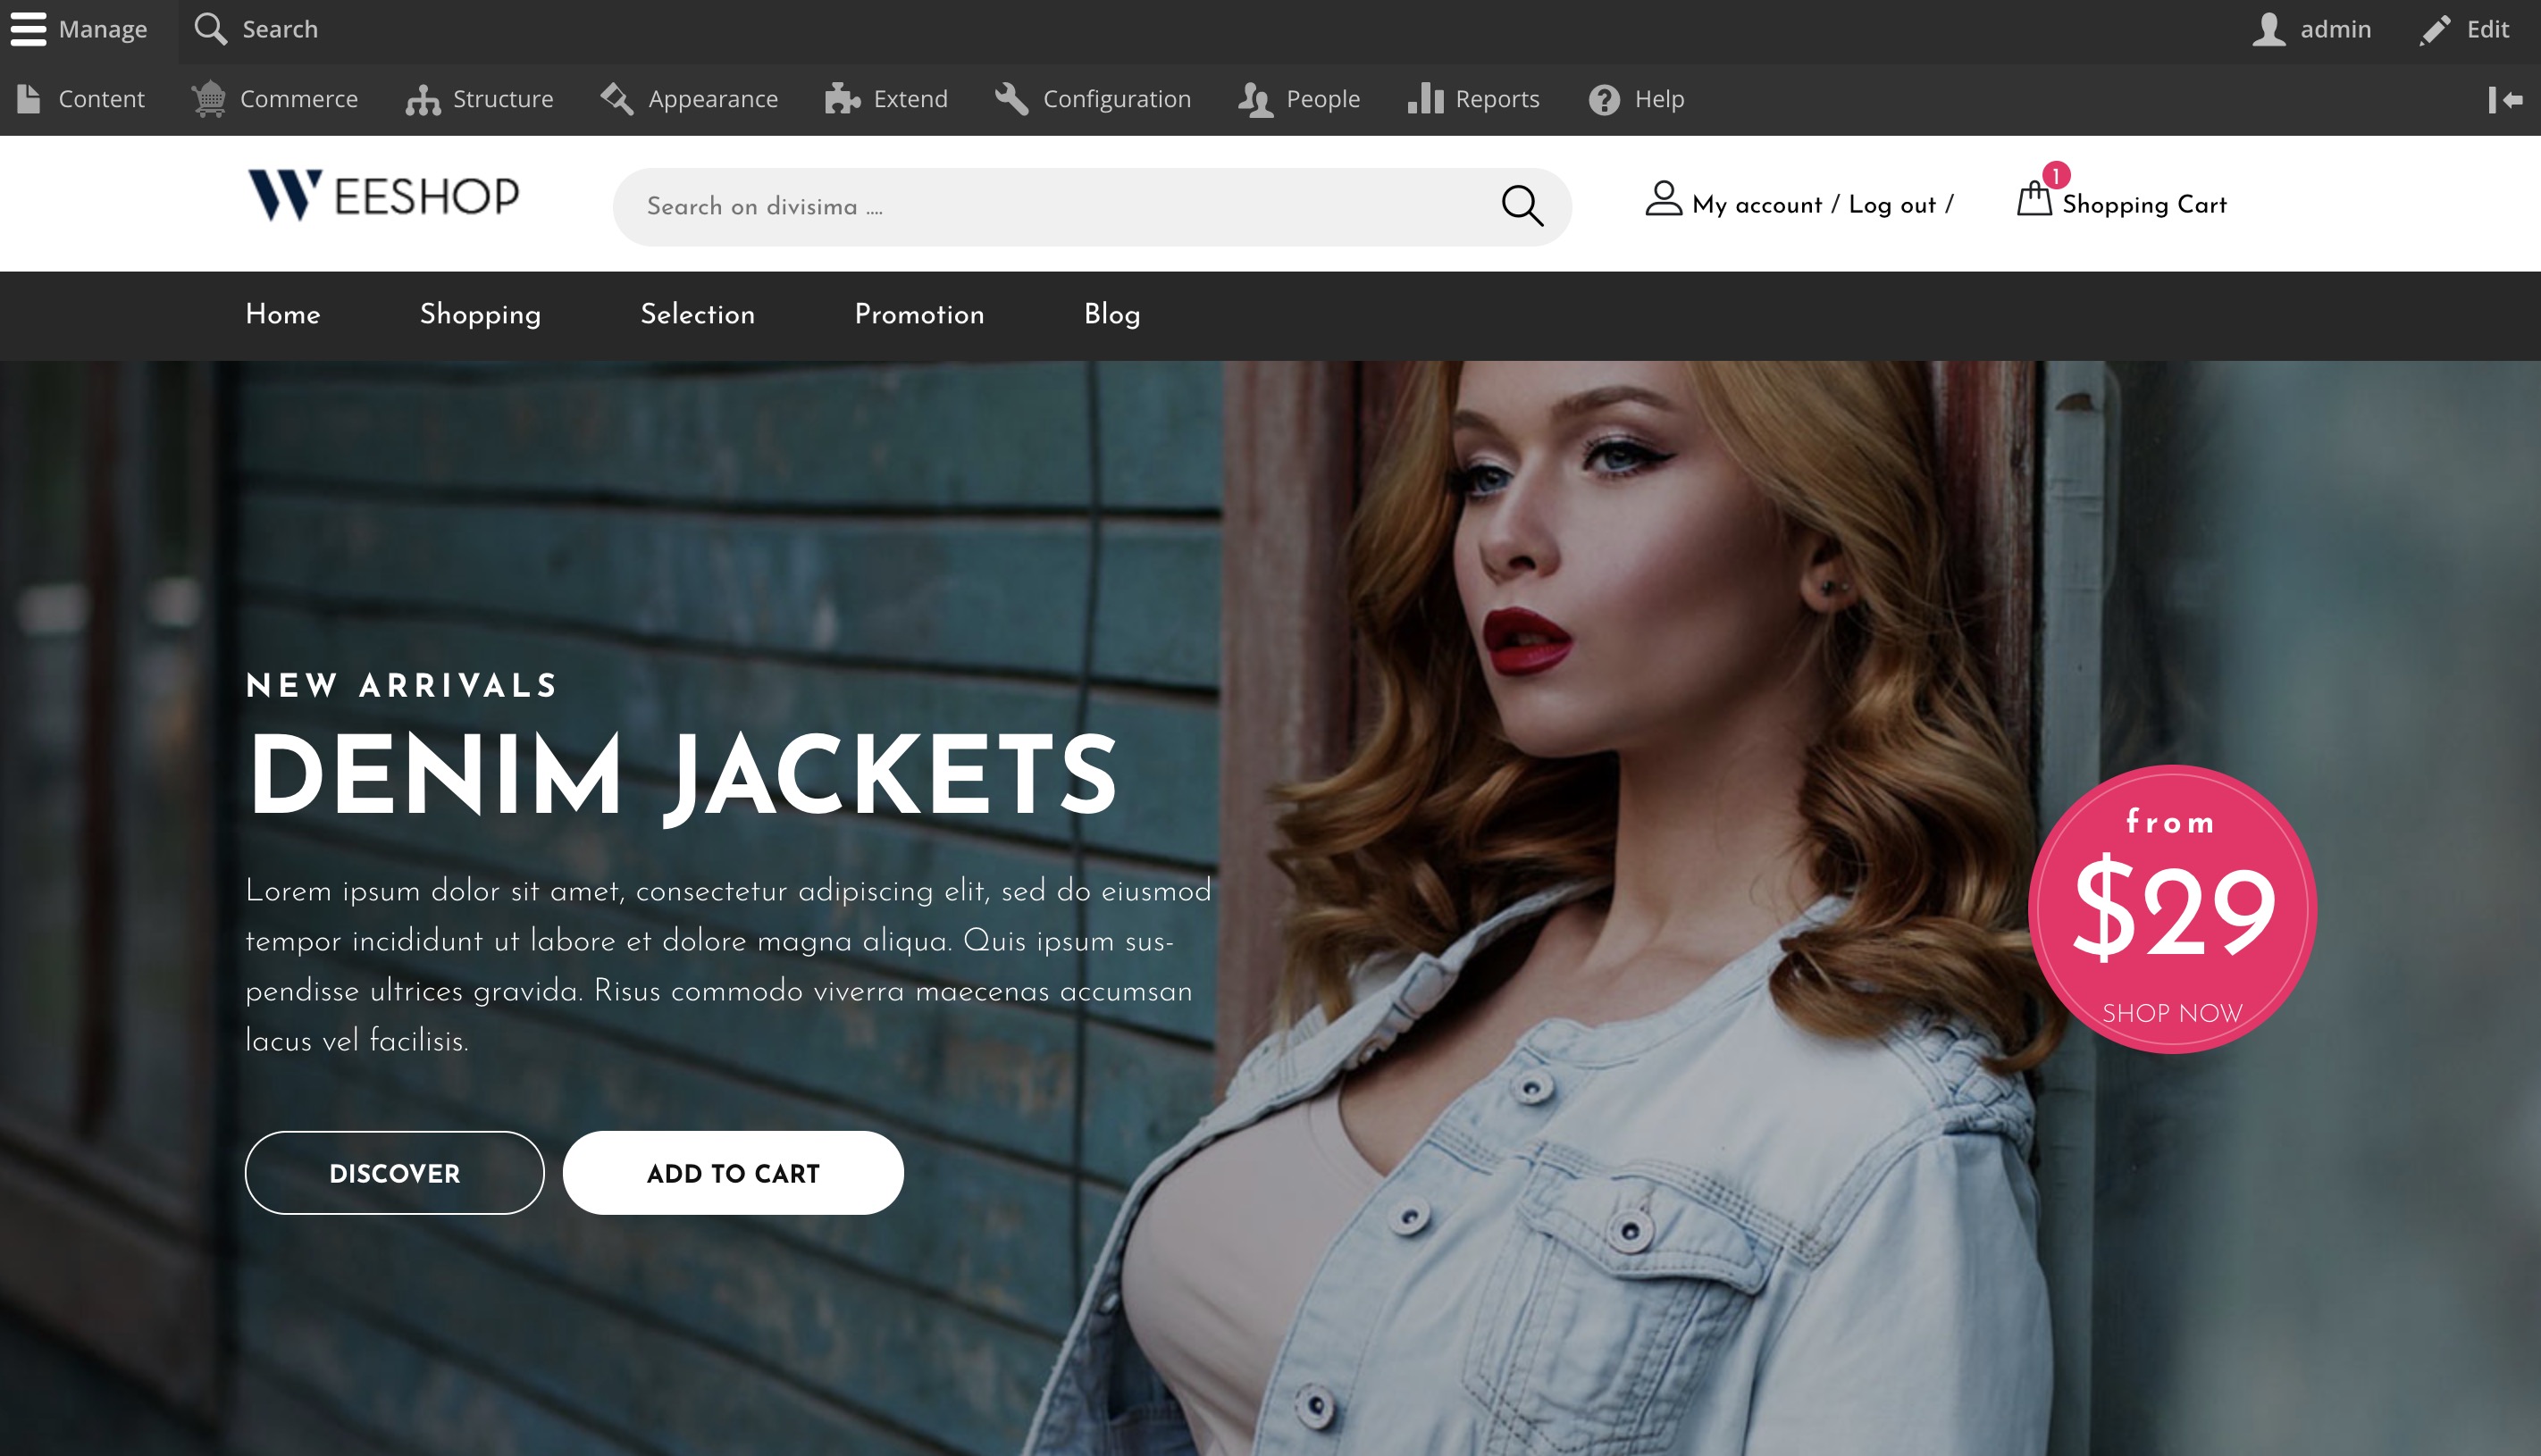 Manage Search admin Edit
Content Commerce Structure Appearance Extend Configuration People Reports Help
WEESHOP
Search on divisima ....
My account / Log out /
1
Shopping Cart
Home Shopping Selection Promotion Blog
NEW ARRIVALS
DENIM JACKETS
Lorem ipsum dolor sit amet, consectetur adipiscing elit, sed do eiusmod
tempor incididunt ut labore et dolore magna aliqua. Quis ipsum sus-
pendisse ultrices gravida. Risus commodo viverra maecenas accumsan
lacus vel facilisis.
DISCOVER ADD TO CART
from
$29
SHOP NOW